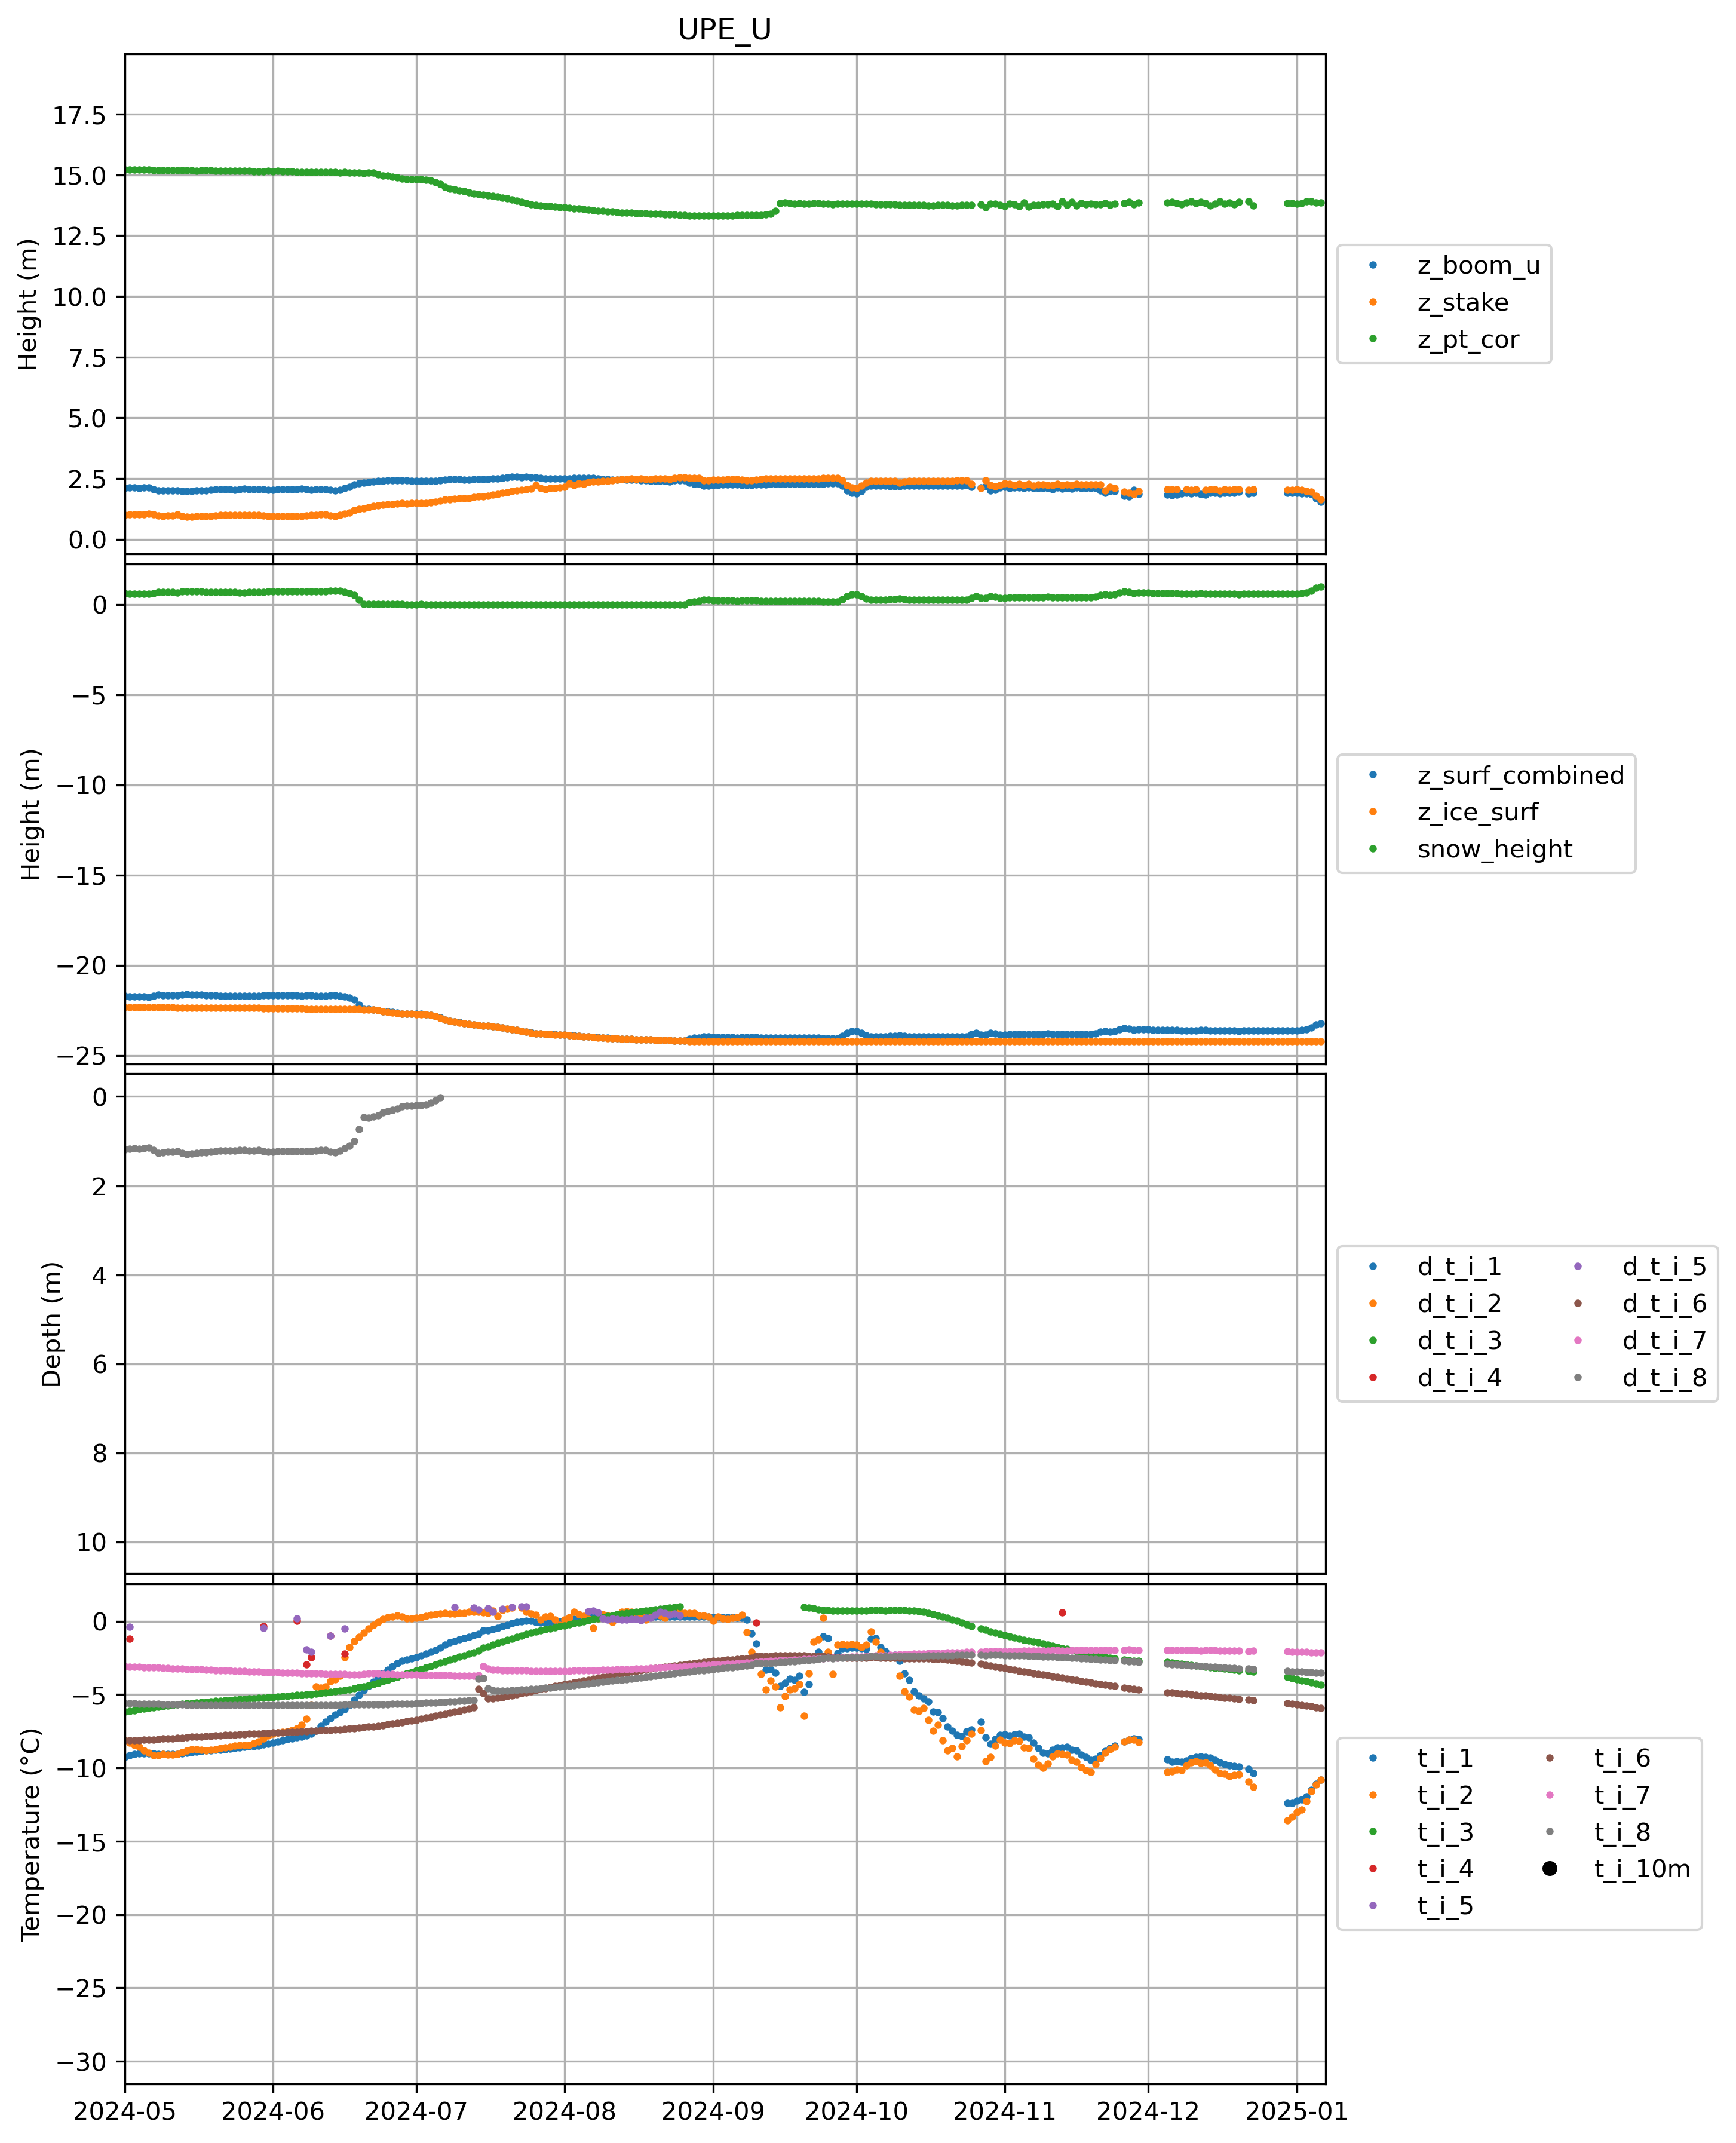 UPE_U
Height (m)
17.5
15.0
12.5
10.0
7.5
5.0
2.5
0.0
z_boom_u
z_stake
z_pt_cor
Height (m)
0
−5
−10
−15
−20
−25
z_surf_combined
z_ice_surf
snow_height
Depth (m)
0
2
4
6
8
10
d_t_i_1
d_t_i_2
d_t_i_3
d_t_i_4
d_t_i_5
d_t_i_6
d_t_i_7
d_t_i_8
Temperature (°C)
0
−5
−10
−15
−20
−25
−30
t_i_1
t_i_2
t_i_3
t_i_4
t_i_5
t_i_6
t_i_7
t_i_8
t_i_10m
2024-05 2024-06 2024-07 2024-08 2024-09 2024-10 2024-11 2024-12 2025-01